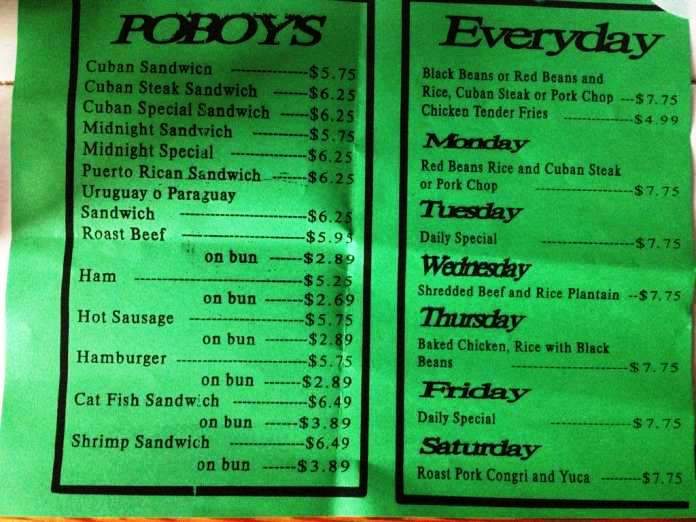 POBOY'S
Cuban Sandwich ---------------$5.75
Cuban Steak Sandwich ---------$6.25
Cuban Special Sandwich -------$6.25
Midnight Sandwich ------------$5.75
Midnight Special -------------$6.25
Puerto Rican Sandwich -------$6.25
Uruguay o Paraguay
Sandwich ------------------------$6.25
Roast Beef --------------------------$5.95
on bun ------$2.89
Ham --------------------------------$5.25
on bun -------$2.69
Hot Sausage -------------------------$5.75
on bun -------$2.89
Hamburger -------------------------$5.75
on bun -------$2.89
Cat Fish Sandwich ---------------$6.49
on bun ------$3.89
Shrimp Sandwich --------------$6.49
on bun ------$3.89
Everyday
Black Beans or Red Beans and
Rice, Cuban Steak or Pork Chop ---$7.75
Chicken Tender Fries ---------------$4.99
Monday
Red Beans Rice and Cuban Steak
or Pork Chop --------------------$7.75
Tuesday
Daily Special -------------------$7.75
Wednesday
Shredded Beef and Rice Plantain --$7.75
Thursday
Baked Chicken, Rice with Black
Beans ------------------------$7.75
Friday
Daily Special --------------------$7.75
Saturday
Roast Pork Congri and Yuca ---------$7.75